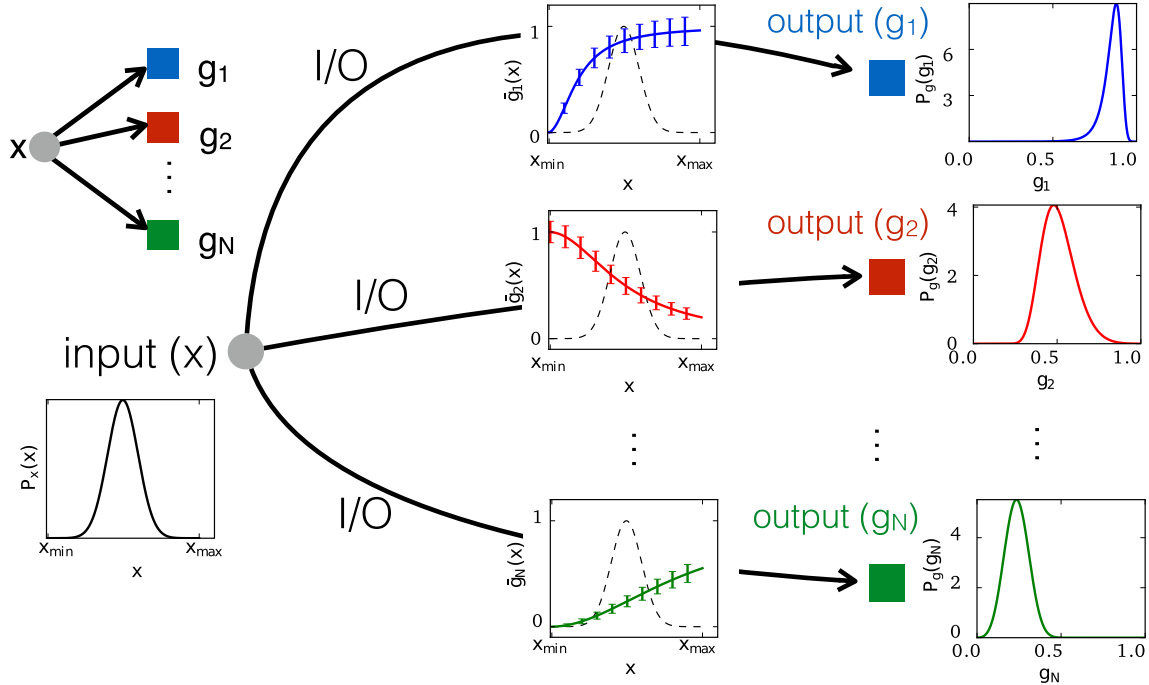 x
g1
g2
⋮
gN
input (x)
Px(x)
xmin
xmax
x
I/O
I/O
I/O
ḡ1(x)
1
0
xmin
xmax
x
output (g1)
Pg(g1)
9
6
3
0.0
0.5
1.0
g1
ḡ2(x)
1
0
xmin
xmax
x
output (g2)
Pg(g2)
4
2
0
0.0
0.5
1.0
g2
⋮
⋮
⋮
ḡN(x)
1
0
xmin
xmax
x
output (gN)
Pg(gN)
4
2
0
0.0
0.5
1.0
gN